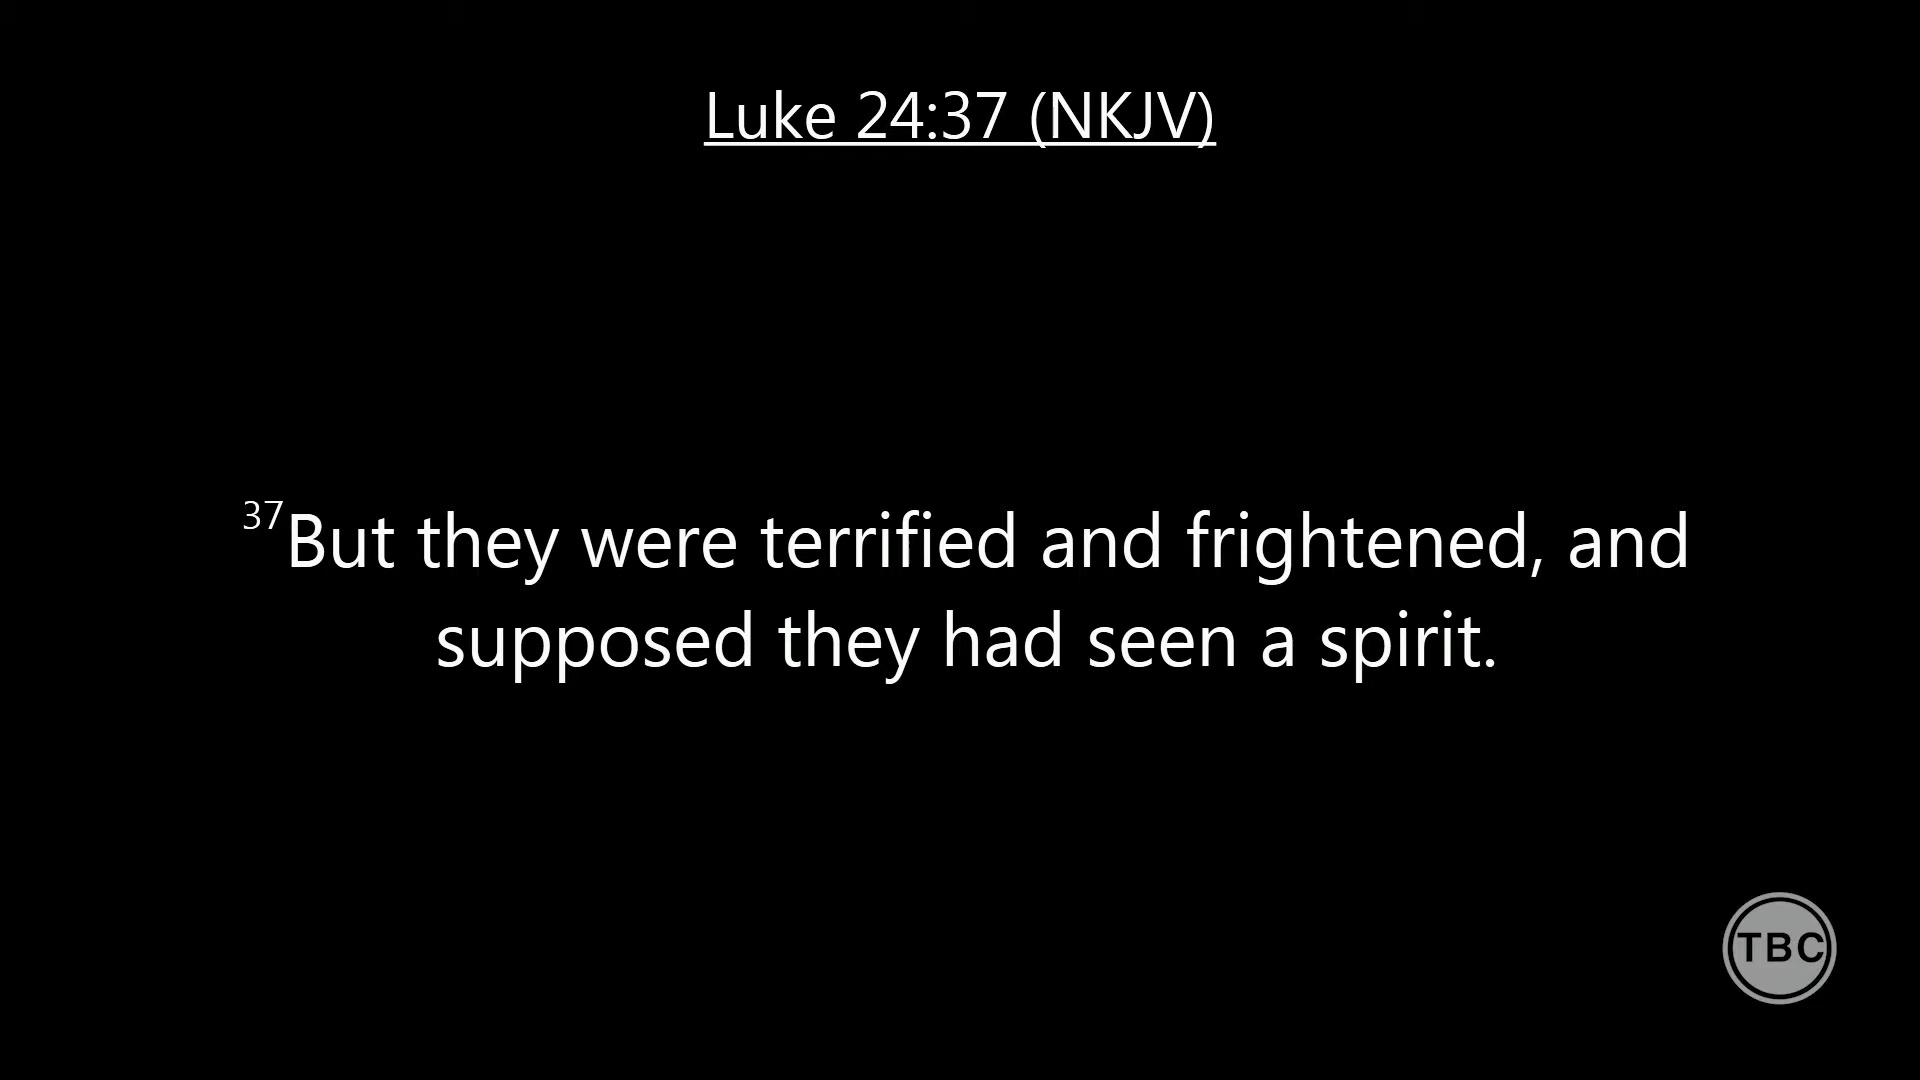 Luke 24:37 (NKJV)
37But they were terrified and frightened, and
supposed they had seen a spirit.
TBC